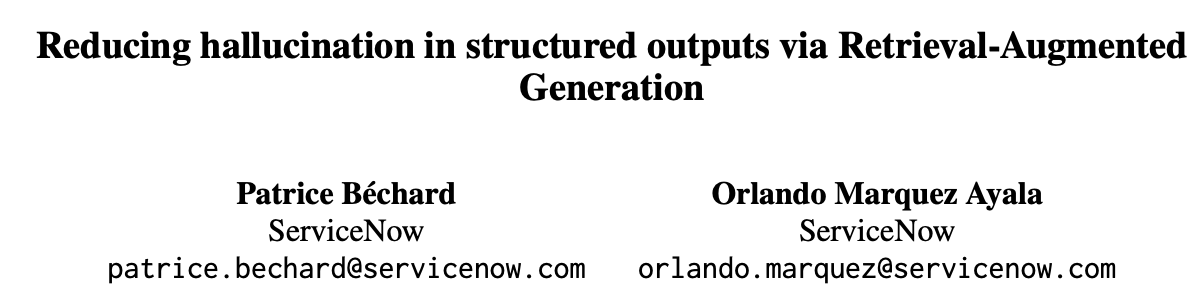 Reducing hallucination in structured outputs via Retrieval-Augmented
Generation
Patrice Béchard
ServiceNow
patrice.bechard@servicenow.com
Orlando Marquez Ayala
ServiceNow
orlando.marquez@servicenow.com